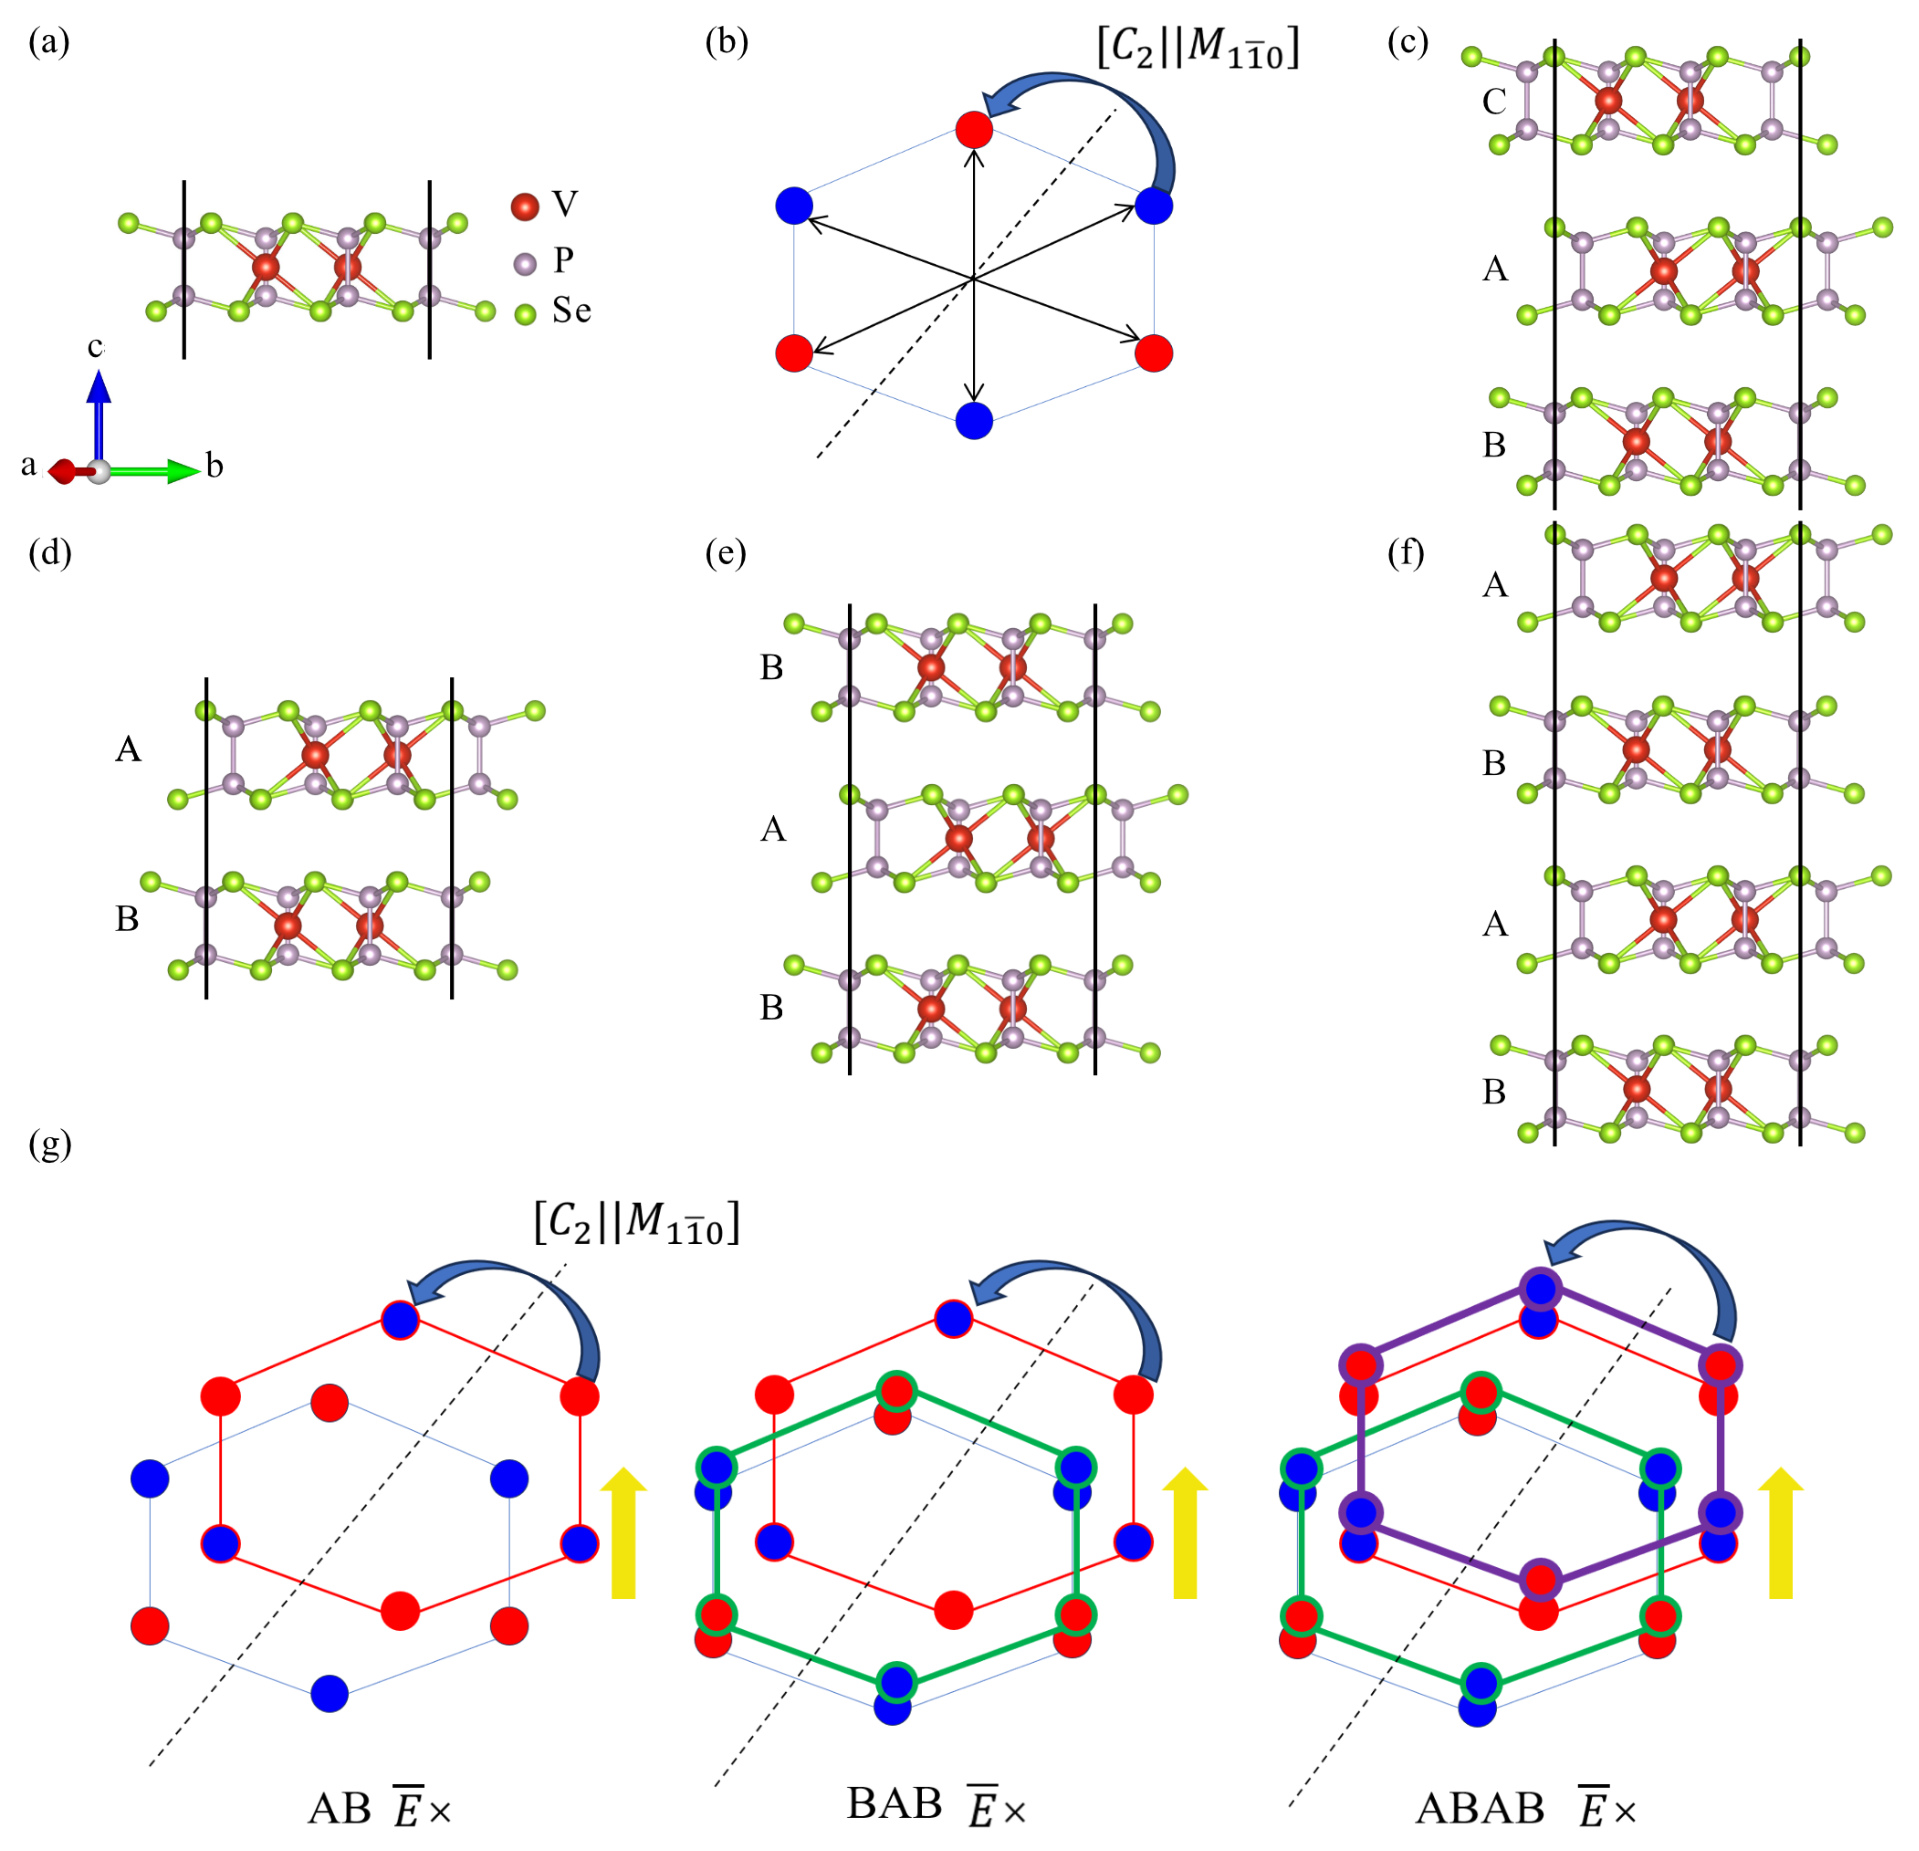 (a)
V
P
Se
c
a
b
(b)
[C₂||M₁₁̅₀]
(c)
C
A
B
(d)
A
B
(e)
B
A
B
(f)
A
B
A
B
(g)
[C₂||M₁₁̅₀]
AB E̅×
BAB E̅×
ABAB E̅×